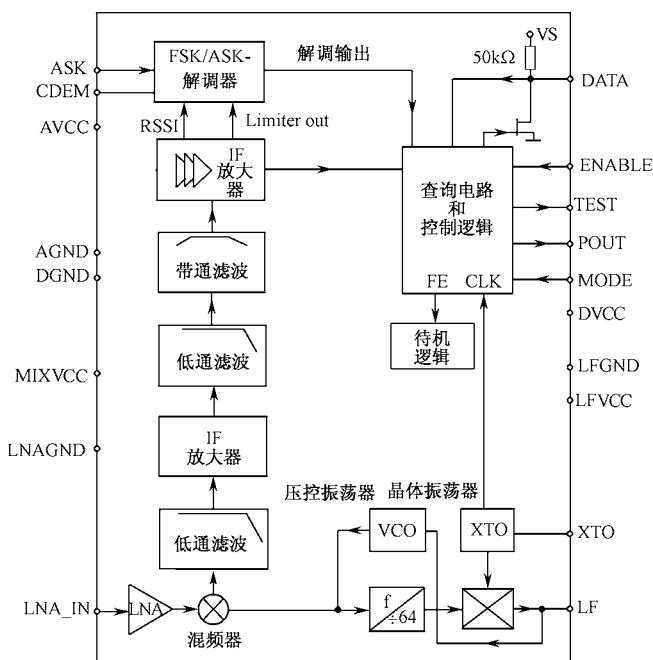 VS
50kΩ
ASK
FSK/ASK-
解调器
解调输出
DATA
CDEM
AVCC
RSSI
Limiter out
IF
放大
器
查询电路
和
控制逻辑
ENABLE
TEST
POUT
AGND
DGND
带通滤波
FE
CLK
MODE
DVCC
待机
逻辑
MIXVCC
低通滤波
LFGND
LFVCC
LNAGND
IF
放大器
压控振荡器
晶体振荡器
低通滤波
VCO
XTO
XTO
LNA_IN
LNA
混频器
f
÷64
LF